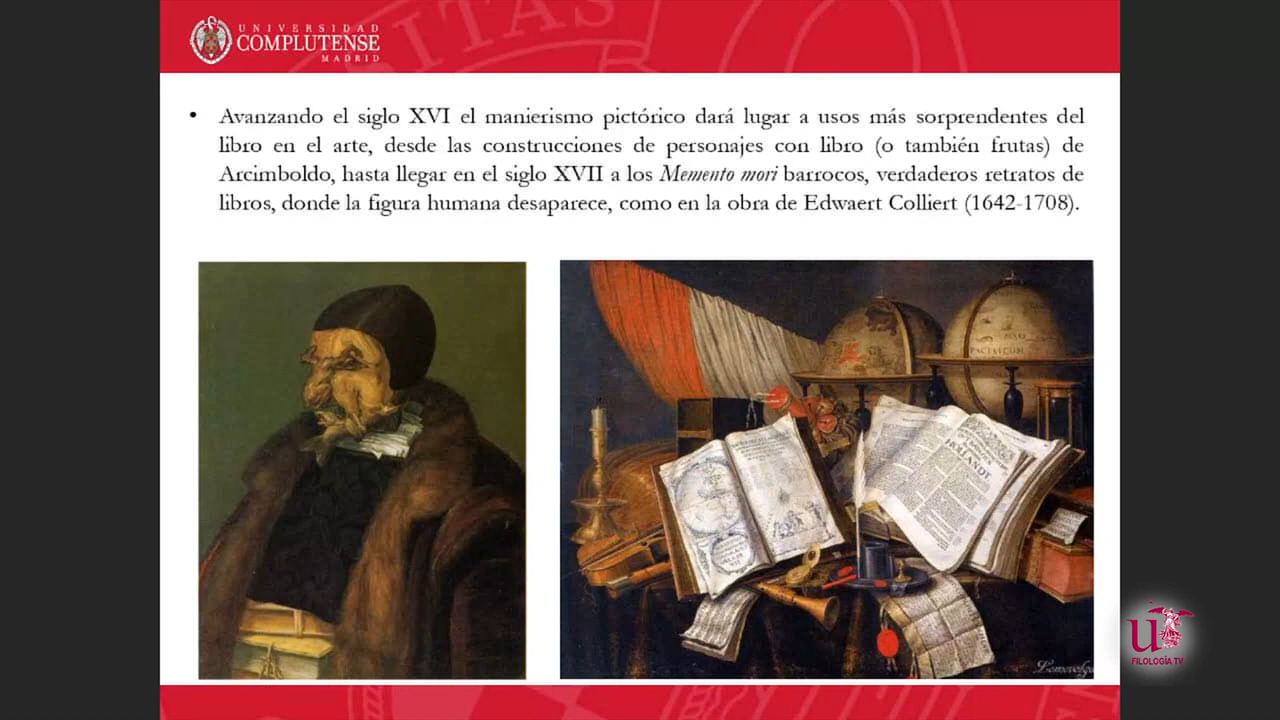 UNIVERSIDAD
COMPLUTENSE
MADRID
• Avanzando el siglo XVI el manierismo pictórico dará lugar a usos más sorprendentes del
libro en el arte, desde las construcciones de personajes con libro (o también frutas) de
Arcimboldo, hasta llegar en el siglo XVII a los Memento mori barrocos, verdaderos retratos de
libros, donde la figura humana desaparece, como en la obra de Edwaert Colliert (1642-1708).
HOLLANDT
FILOLOGÍA TV